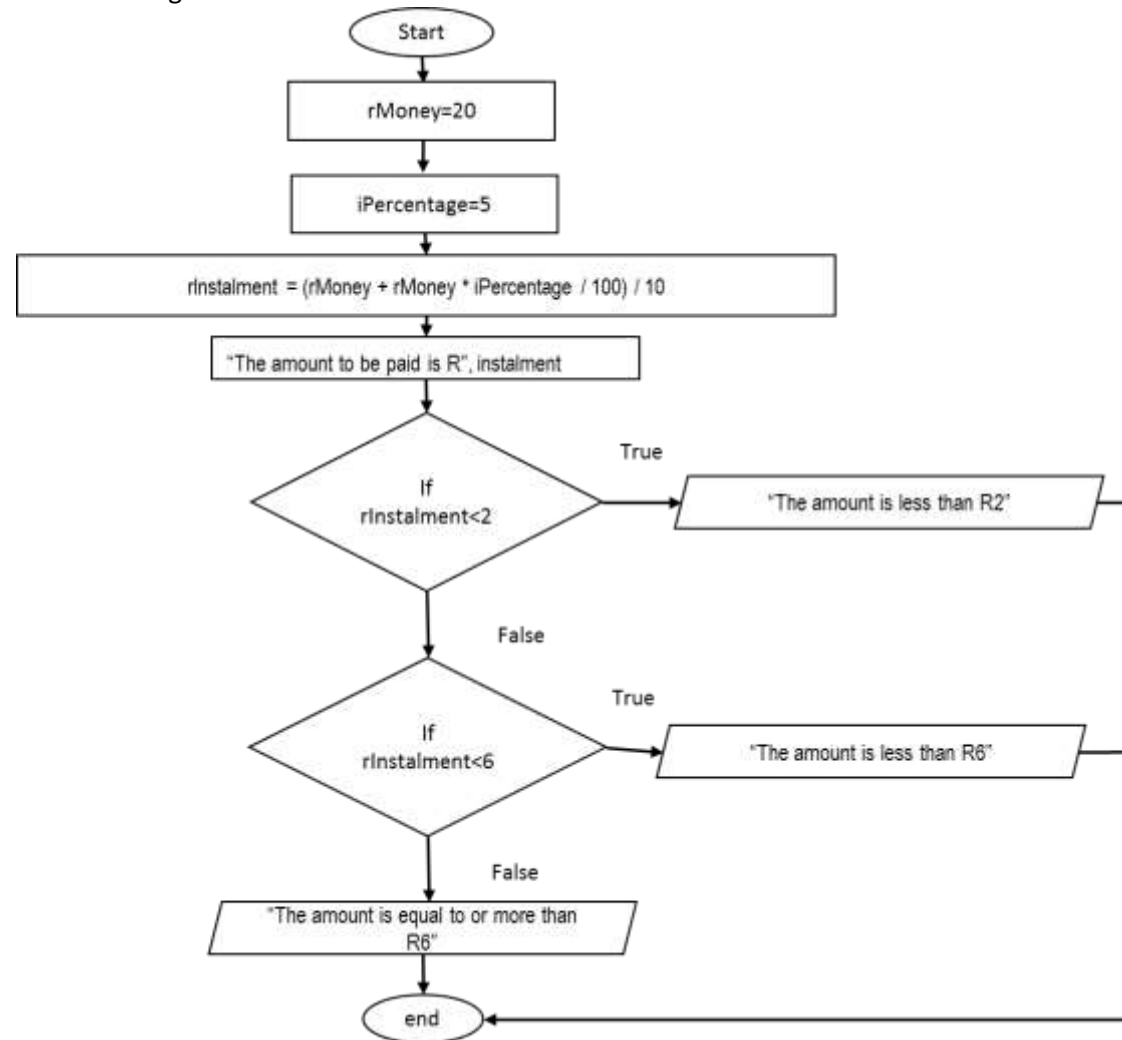 Start
rMoney=20
iPercentage=5
rInstalment = (rMoney + rMoney * iPercentage / 100) / 10
"The amount to be paid is R", instalment
If
rInstalment<2
True
"The amount is less than R2"
False
If
rInstalment<6
True
"The amount is less than R6"
False
"The amount is equal to or more than
R6"
end